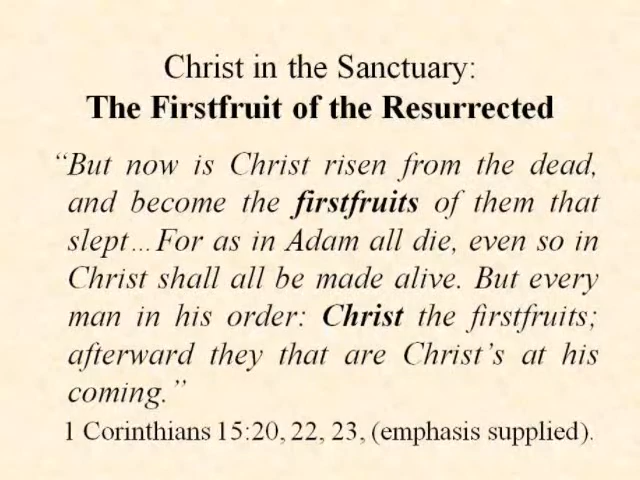 Christ in the Sanctuary:
The Firstfruit of the Resurrected
“But now is Christ risen from the dead,
and become the firstfruits of them that
slept…For as in Adam all die, even so in
Christ shall all be made alive. But every
man in his order: Christ the firstfruits;
afterward they that are Christ’s at his
coming.”
1 Corinthians 15:20, 22, 23, (emphasis supplied).